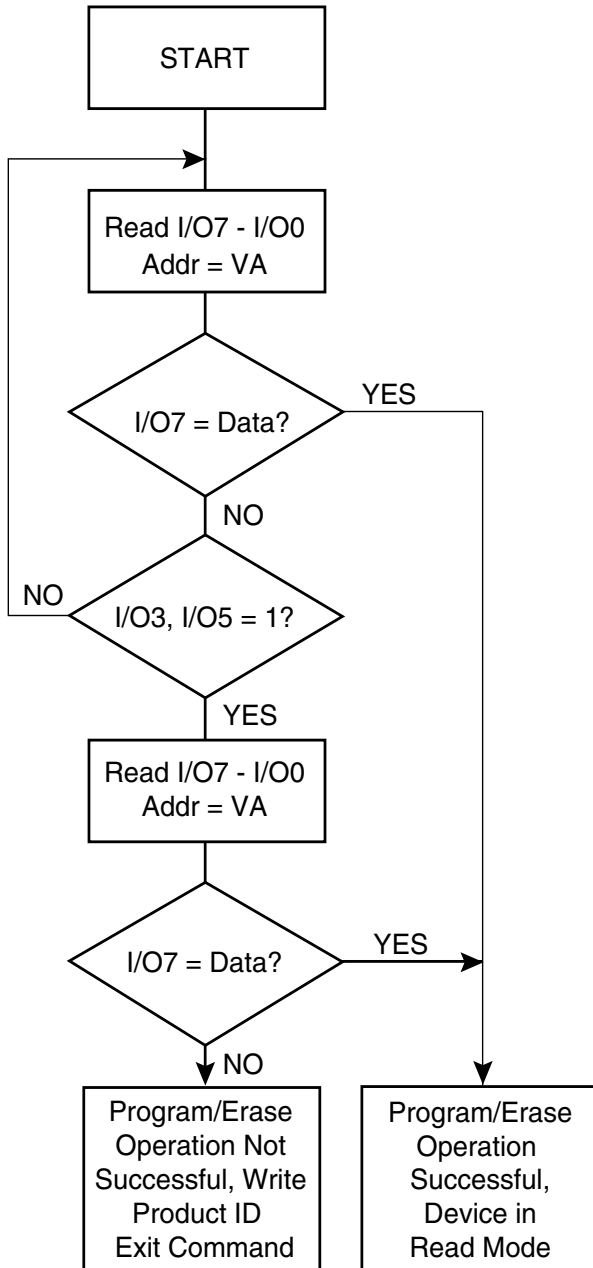 START
Read I/O7 - I/O0
Addr = VA
I/O7 = Data?
YES
NO
I/O3, I/O5 = 1?
NO
YES
Read I/O7 - I/O0
Addr = VA
I/O7 = Data?
YES
NO
Program/Erase
Operation Not
Successful, Write
Product ID
Exit Command
Program/Erase
Operation
Successful,
Device in
Read Mode